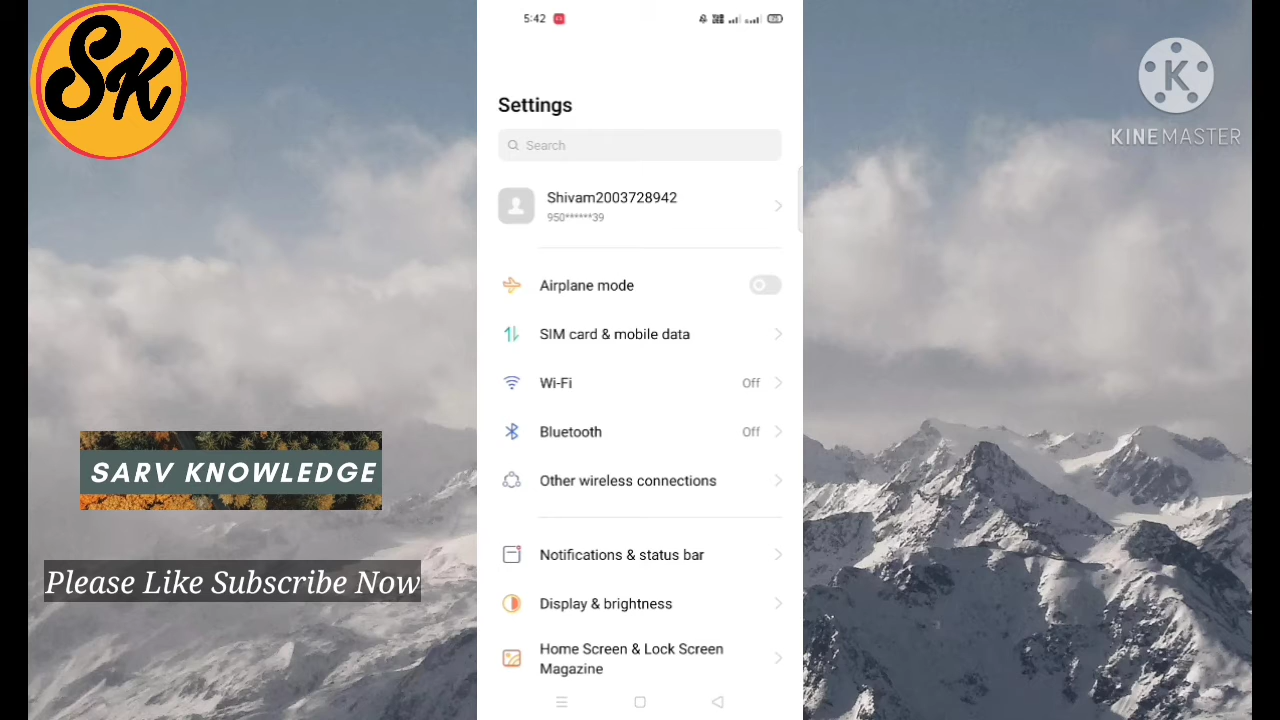 SK
SARV KNOWLEDGE
Please Like Subscribe Now
5:42
Settings
Search
Shivam2003728942
950******39
Airplane mode
SIM card & mobile data
Wi-Fi Off
Bluetooth Off
Other wireless connections
Notifications & status bar
Display & brightness
Home Screen & Lock Screen
Magazine
K
KINEMASTER